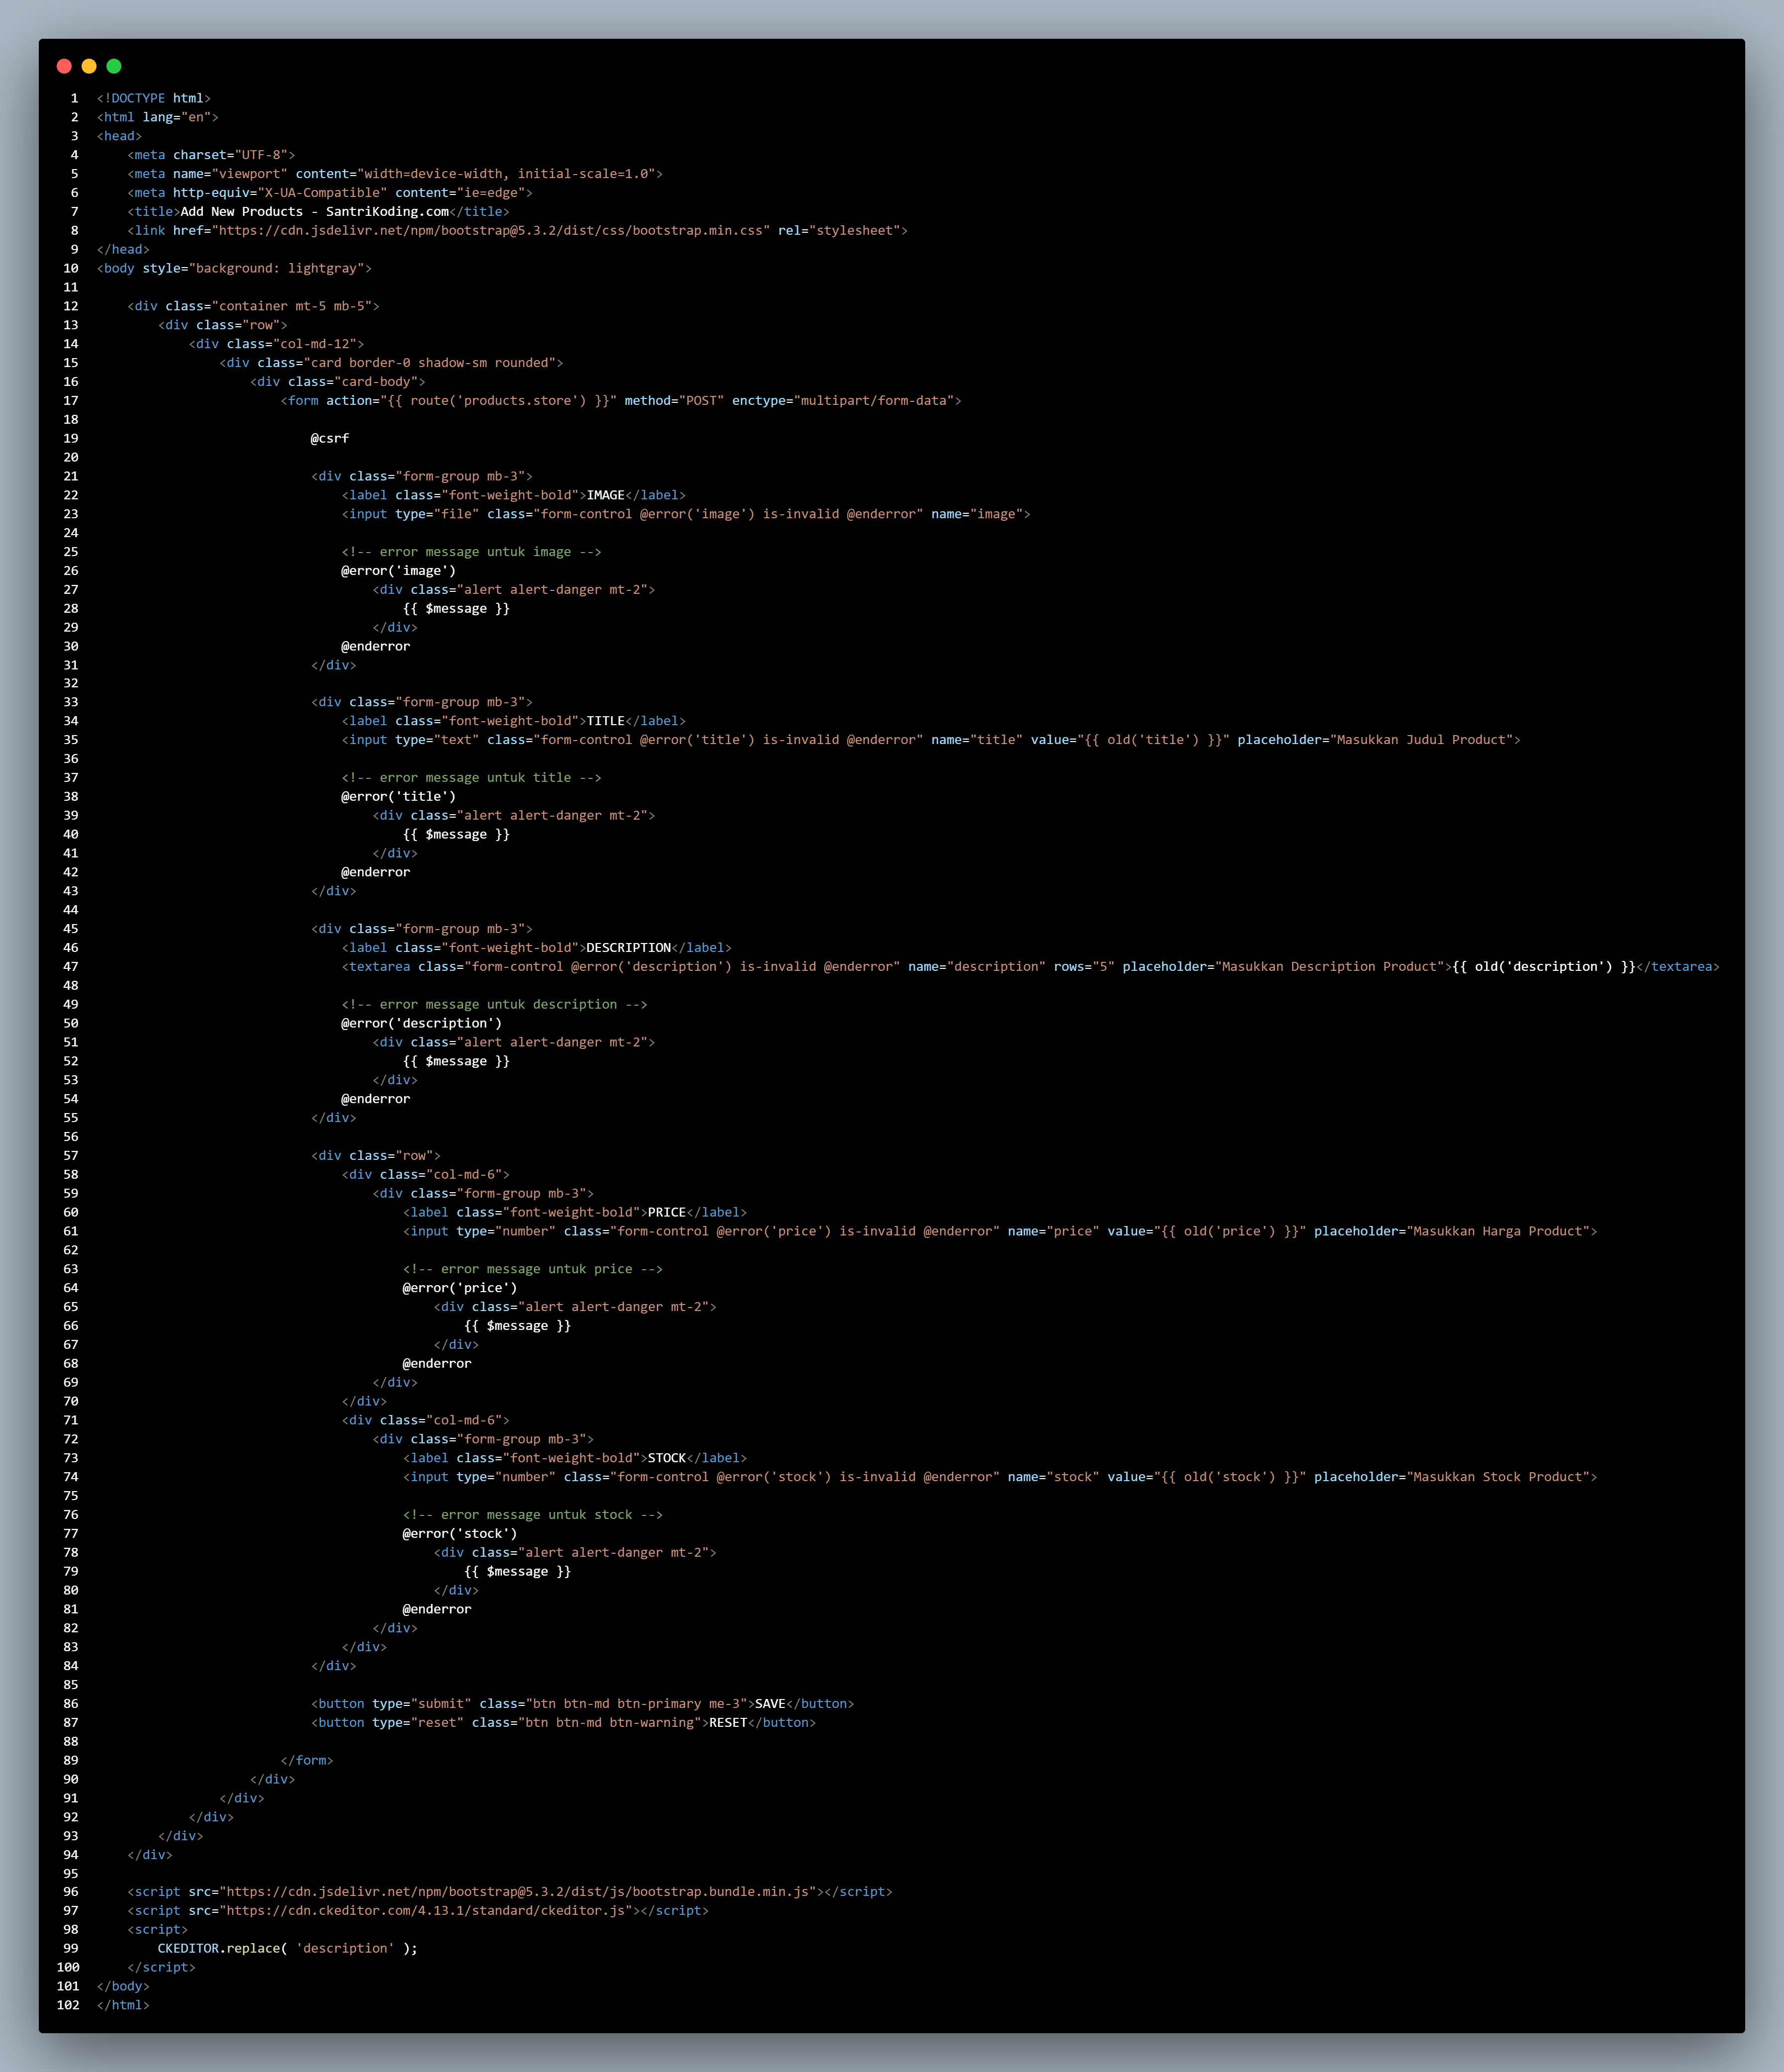 1 <!DOCTYPE html>
2 <html lang="en">
3 <head>
4     <meta charset="UTF-8">
5     <meta name="viewport" content="width=device-width, initial-scale=1.0">
6     <meta http-equiv="X-UA-Compatible" content="ie=edge">
7     <title>Add New Products - SantriKoding.com</title>
8     <link href="https://cdn.jsdelivr.net/npm/bootstrap@5.3.2/dist/css/bootstrap.min.css" rel="stylesheet">
9 </head>
10 <body style="background: lightgray">
11
12     <div class="container mt-5 mb-5">
13         <div class="row">
14             <div class="col-md-12">
15                 <div class="card border-0 shadow-sm rounded">
16                     <div class="card-body">
17                         <form action="{{ route('products.store') }}" method="POST" enctype="multipart/form-data">
18
19                             @csrf
20
21                             <div class="form-group mb-3">
22                                 <label class="font-weight-bold">IMAGE</label>
23                                 <input type="file" class="form-control @error('image') is-invalid @enderror" name="image">
24
25                                 <!-- error message untuk image -->
26                                 @error('image')
27                                     <div class="alert alert-danger mt-2">
28                                         {{ $message }}
29                                     </div>
30                                 @enderror
31                             </div>
32
33                             <div class="form-group mb-3">
34                                 <label class="font-weight-bold">TITLE</label>
35                                 <input type="text" class="form-control @error('title') is-invalid @enderror" name="title" value="{{ old('title') }}" placeholder="Masukkan Judul Product">
36
37                                 <!-- error message untuk title -->
38                                 @error('title')
39                                     <div class="alert alert-danger mt-2">
40                                         {{ $message }}
41                                     </div>
42                                 @enderror
43                             </div>
44
45                             <div class="form-group mb-3">
46                                 <label class="font-weight-bold">DESCRIPTION</label>
47                                 <textarea class="form-control @error('description') is-invalid @enderror" name="description" rows="5" placeholder="Masukkan Description Product">{{ old('description') }}</textarea>
48
49                                 <!-- error message untuk description -->
50                                 @error('description')
51                                     <div class="alert alert-danger mt-2">
52                                         {{ $message }}
53                                     </div>
54                                 @enderror
55                             </div>
56
57                             <div class="row">
58                                 <div class="col-md-6">
59                                     <div class="form-group mb-3">
60                                         <label class="font-weight-bold">PRICE</label>
61                                         <input type="number" class="form-control @error('price') is-invalid @enderror" name="price" value="{{ old('price') }}" placeholder="Masukkan Harga Product">
62
63                                         <!-- error message untuk price -->
64                                         @error('price')
65                                             <div class="alert alert-danger mt-2">
66                                                 {{ $message }}
67                                             </div>
68                                         @enderror
69                                     </div>
70                                 </div>
71                                 <div class="col-md-6">
72                                     <div class="form-group mb-3">
73                                         <label class="font-weight-bold">STOCK</label>
74                                         <input type="number" class="form-control @error('stock') is-invalid @enderror" name="stock" value="{{ old('stock') }}" placeholder="Masukkan Stock Product">
75
76                                         <!-- error message untuk stock -->
77                                         @error('stock')
78                                             <div class="alert alert-danger mt-2">
79                                                 {{ $message }}
80                                             </div>
81                                         @enderror
82                                     </div>
83                                 </div>
84                             </div>
85
86                             <button type="submit" class="btn btn-md btn-primary me-3">SAVE</button>
87                             <button type="reset" class="btn btn-md btn-warning">RESET</button>
88
89                         </form>
90                     </div>
91                 </div>
92             </div>
93         </div>
94     </div>
95
96     <script src="https://cdn.jsdelivr.net/npm/bootstrap@5.3.2/dist/js/bootstrap.bundle.min.js"></script>
97     <script src="https://cdn.ckeditor.com/4.13.1/standard/ckeditor.js"></script>
98     <script>
99         CKEDITOR.replace( 'description' );
100     </script>
101 </body>
102 </html>